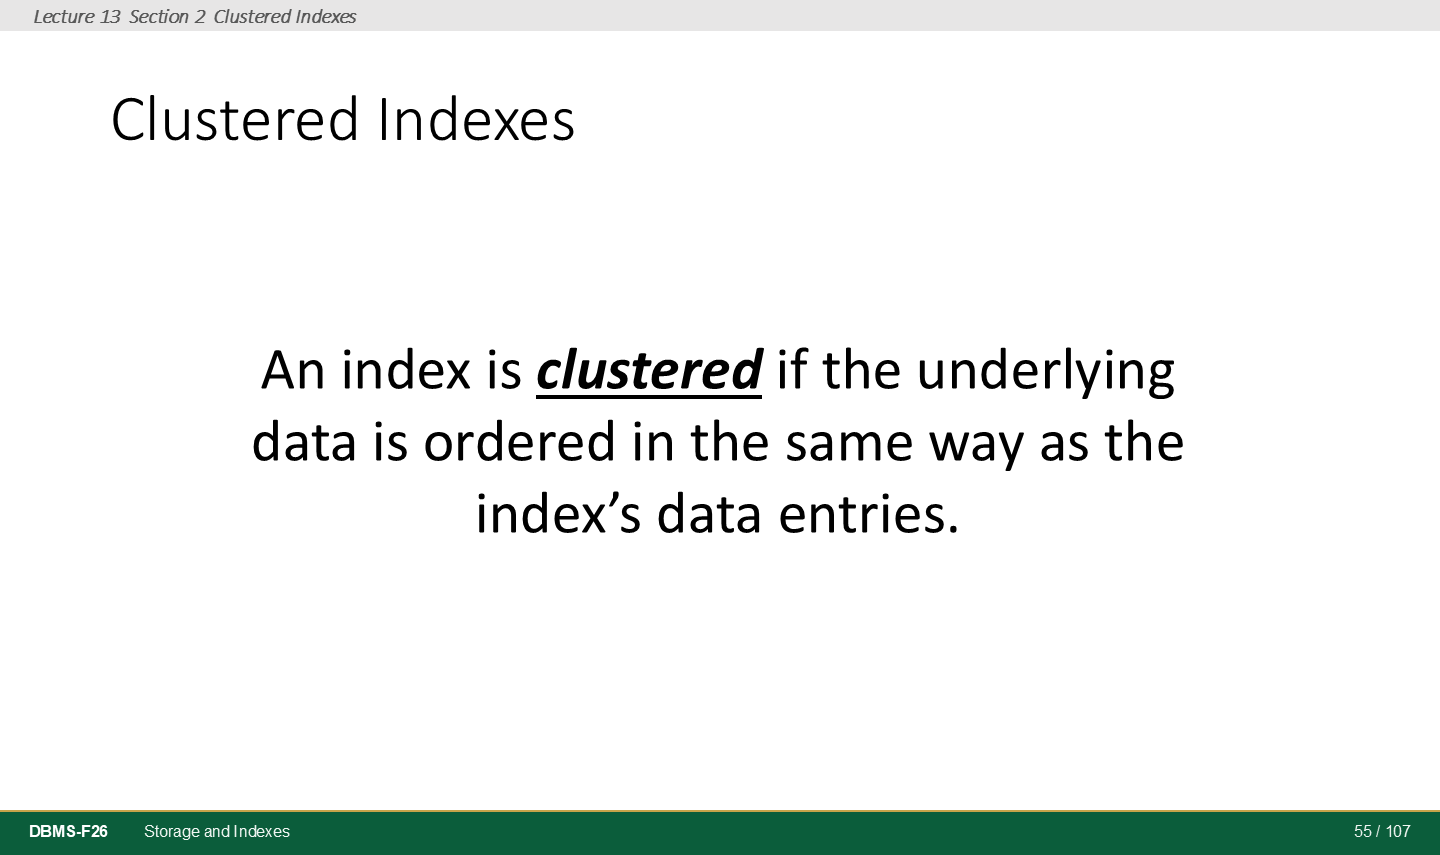 Lecture 13 Section 2 Clustered Indexes
Clustered Indexes
An index is clustered if the underlying
data is ordered in the same way as the
index’s data entries.
DBMS-F26 Storage and Indexes 55 / 107